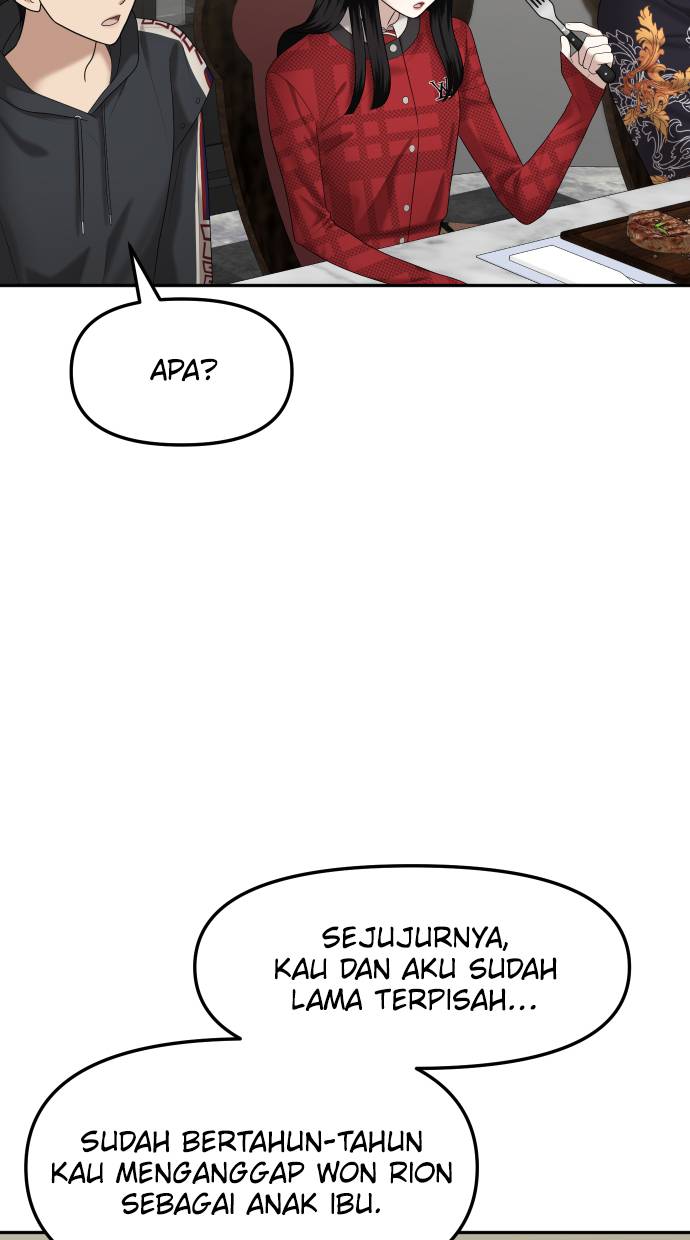 APA?
SEJUJURNYA,
KAU DAN AKU SUDAH
LAMA TERPISAH...
SUDAH BERTAHUN-TAHUN
KAU MENGANGGAP WON RION
SEBAGAI ANAK IBU.